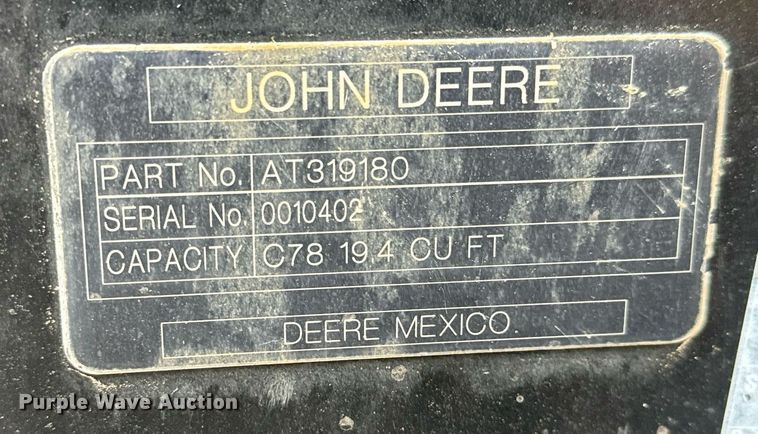 JOHN DEERE
PART No. AT319180
SERIAL No. 0010402
CAPACITY C78 19.4 CU FT
DEERE MEXICO
Purple Wave Auction